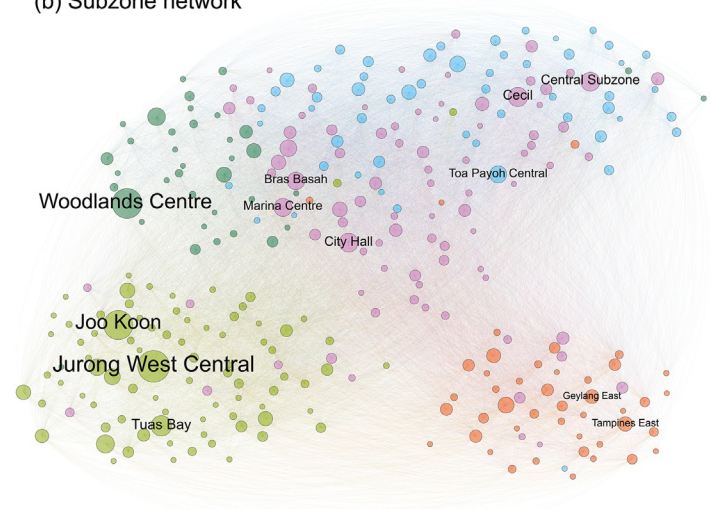 (b) Subzone network
Central Subzone
Cecil
Toa Payoh Central
Bras Basah
Woodlands Centre
Marina Centre
City Hall
Joo Koon
Jurong West Central
Geylang East
Tuas Bay
Tampines East